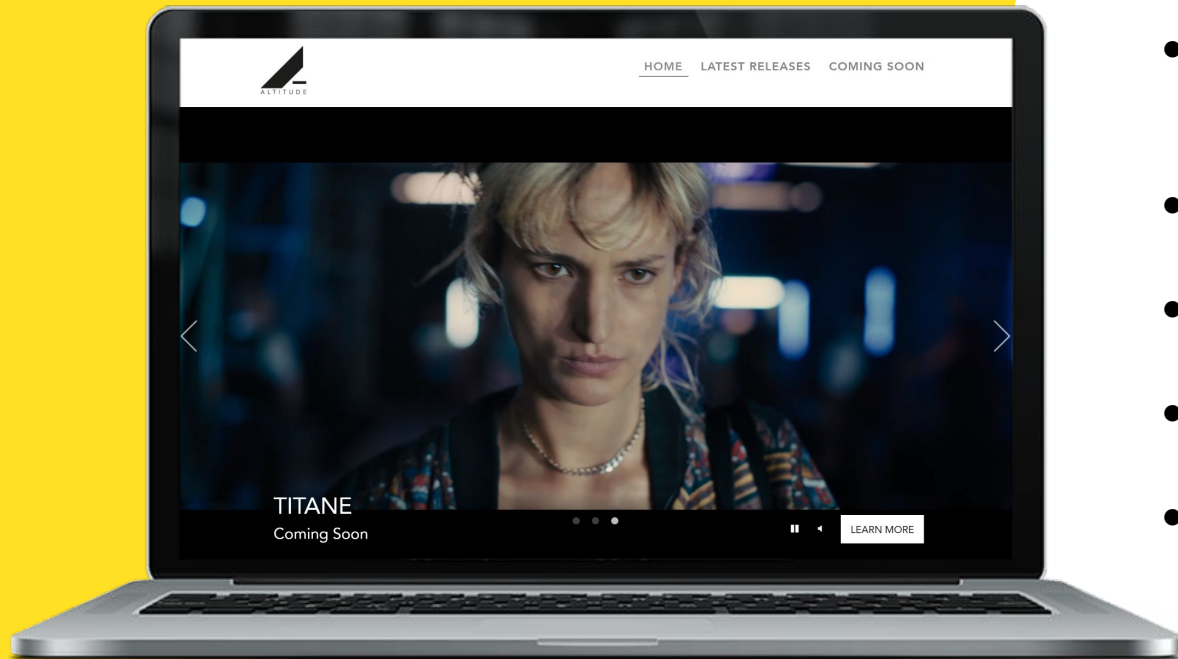 ALTITUDE
HOME LATEST RELEASES COMING SOON
TITANE
Coming Soon
LEARN MORE